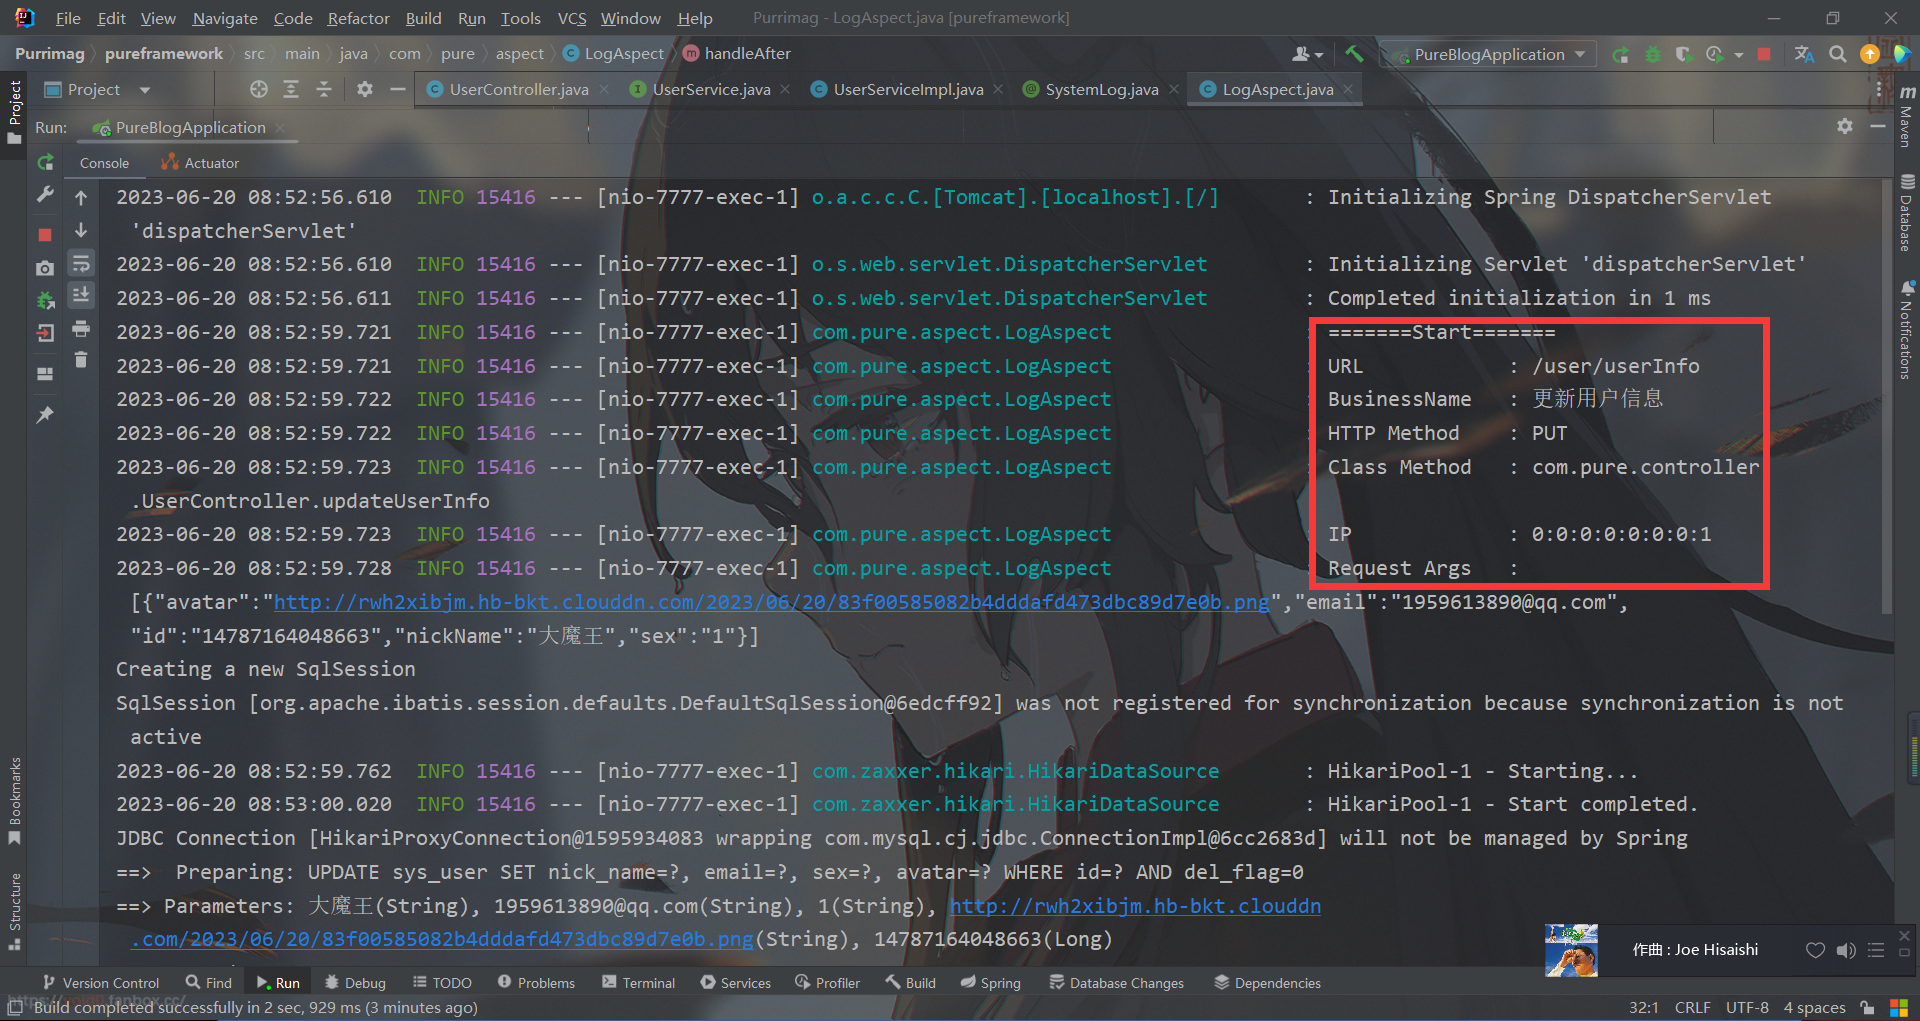 File Edit View Navigate Code Refactor Build Run Tools VCS Window Help Purrimag - LogAspect.java [pureframework]
Purrimag pureframework src main java com pure aspect LogAspect handleAfter PureBlogApplication
Project UserController.java UserService.java UserServiceImpl.java SystemLog.java LogAspect.java
Run: PureBlogApplication
Console Actuator
2023-06-20 08:52:56.610 INFO 15416 --- [nio-7777-exec-1] o.a.c.c.C.[Tomcat].[localhost].[/] : Initializing Spring DispatcherServlet
'dispatcherServlet'
2023-06-20 08:52:56.610 INFO 15416 --- [nio-7777-exec-1] o.s.web.servlet.DispatcherServlet : Initializing Servlet 'dispatcherServlet'
2023-06-20 08:52:56.611 INFO 15416 --- [nio-7777-exec-1] o.s.web.servlet.DispatcherServlet : Completed initialization in 1 ms
2023-06-20 08:52:59.721 INFO 15416 --- [nio-7777-exec-1] com.pure.aspect.LogAspect : =======Start=======
2023-06-20 08:52:59.721 INFO 15416 --- [nio-7777-exec-1] com.pure.aspect.LogAspect : URL : /user/userInfo
2023-06-20 08:52:59.722 INFO 15416 --- [nio-7777-exec-1] com.pure.aspect.LogAspect : BusinessName : 更新用户信息
2023-06-20 08:52:59.722 INFO 15416 --- [nio-7777-exec-1] com.pure.aspect.LogAspect : HTTP Method : PUT
2023-06-20 08:52:59.723 INFO 15416 --- [nio-7777-exec-1] com.pure.aspect.LogAspect : Class Method : com.pure.controller
.UserController.updateUserInfo
2023-06-20 08:52:59.723 INFO 15416 --- [nio-7777-exec-1] com.pure.aspect.LogAspect : IP : 0:0:0:0:0:0:0:1
2023-06-20 08:52:59.728 INFO 15416 --- [nio-7777-exec-1] com.pure.aspect.LogAspect : Request Args :
[{"avatar":"http://rwh2xibjm.hb-bkt.clouddn.com/2023/06/20/83f00585082b4dddafd473dbc89d7e0b.png","email":"1959613890@qq.com",
"id":"14787164048663","nickName":"大魔王","sex":"1"}]
Creating a new SqlSession
SqlSession [org.apache.ibatis.session.defaults.DefaultSqlSession@6edcff92] was not registered for synchronization because synchronization is not
active
2023-06-20 08:52:59.762 INFO 15416 --- [nio-7777-exec-1] com.zaxxer.hikari.HikariDataSource : HikariPool-1 - Starting...
2023-06-20 08:53:00.020 INFO 15416 --- [nio-7777-exec-1] com.zaxxer.hikari.HikariDataSource : HikariPool-1 - Start completed.
JDBC Connection [HikariProxyConnection@1595934083 wrapping com.mysql.cj.jdbc.ConnectionImpl@6cc2683d] will not be managed by Spring
==> Preparing: UPDATE sys_user SET nick_name=?, email=?, sex=?, avatar=? WHERE id=? AND del_flag=0
==> Parameters: 大魔王(String), 1959613890@qq.com(String), 1(String), http://rwh2xibjm.hb-bkt.clouddn
.com/2023/06/20/83f00585082b4dddafd473dbc89d7e0b.png(String), 14787164048663(Long)
作曲 : Joe Hisaishi
Project
Bookmarks
Structure
Maven
Database
Notifications
Version Control Find Run Debug TODO Problems Terminal Services Profiler Build Spring Database Changes Dependencies
Build completed successfully in 2 sec, 929 ms (3 minutes ago) 32:1 CRLF UTF-8 4 spaces